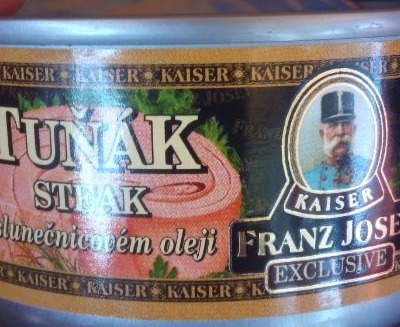 KAISER KAISER KAISER KAISER
TUŇÁK
STEAK
slunečnicovém oleji
KAISER
FRANZ JOSE
EXCLUSIVE
KAISER KAISER KAISER